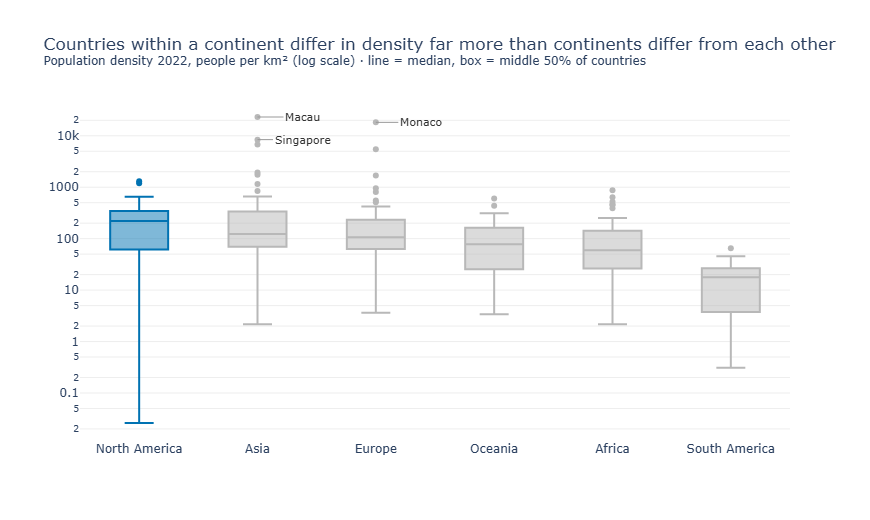 Countries within a continent differ in density far more than continents differ from each other
Population density 2022, people per km² (log scale) · line = median, box = middle 50% of countries
2
10k
5
2
1000
5
2
100
5
2
10
5
2
1
5
2
0.1
5
2
Macau
Singapore
Monaco
North America
Asia
Europe
Oceania
Africa
South America